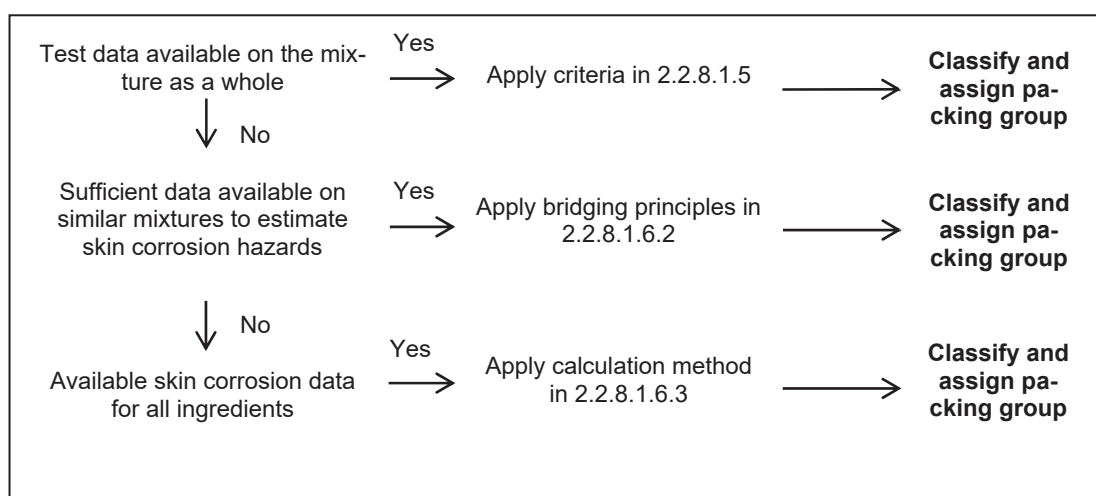 Test data available on the mix-
ture as a whole
Yes
Apply criteria in 2.2.8.1.5
Classify and
assign pa-
cking group
No
Sufficient data available on
similar mixtures to estimate
skin corrosion hazards
Yes
Apply bridging principles in
2.2.8.1.6.2
Classify and
assign pa-
cking group
No
Available skin corrosion data
for all ingredients
Yes
Apply calculation method
in 2.2.8.1.6.3
Classify and
assign pa-
cking group